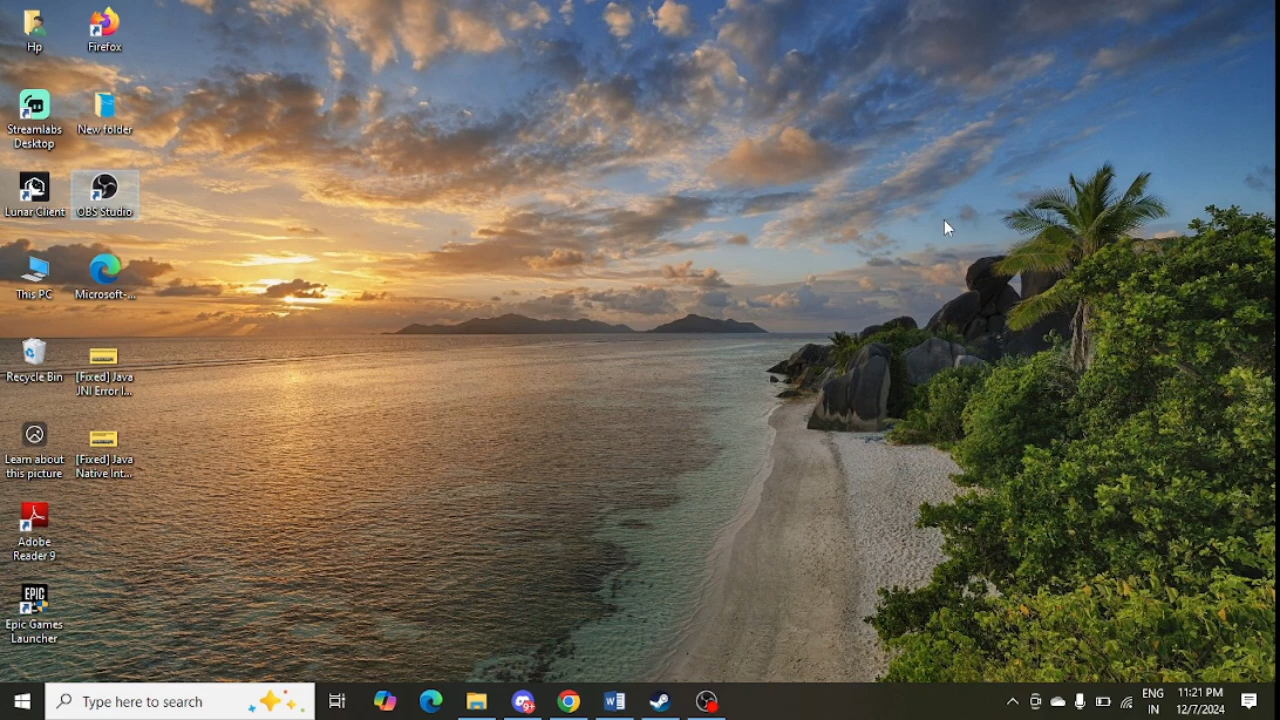 Hp
Firefox
Streamlabs
Desktop
New folder
Lunar Client
OBS Studio
This PC
Microsoft-...
Recycle Bin
[Fixed] Java
JNI Error I...
Learn about
this picture
[Fixed] Java
Native Int...
Adobe
Reader 9
EPIC
GAMES
Epic Games
Launcher
Type here to search
9+
W
ENG
IN
11:21 PM
12/7/2024